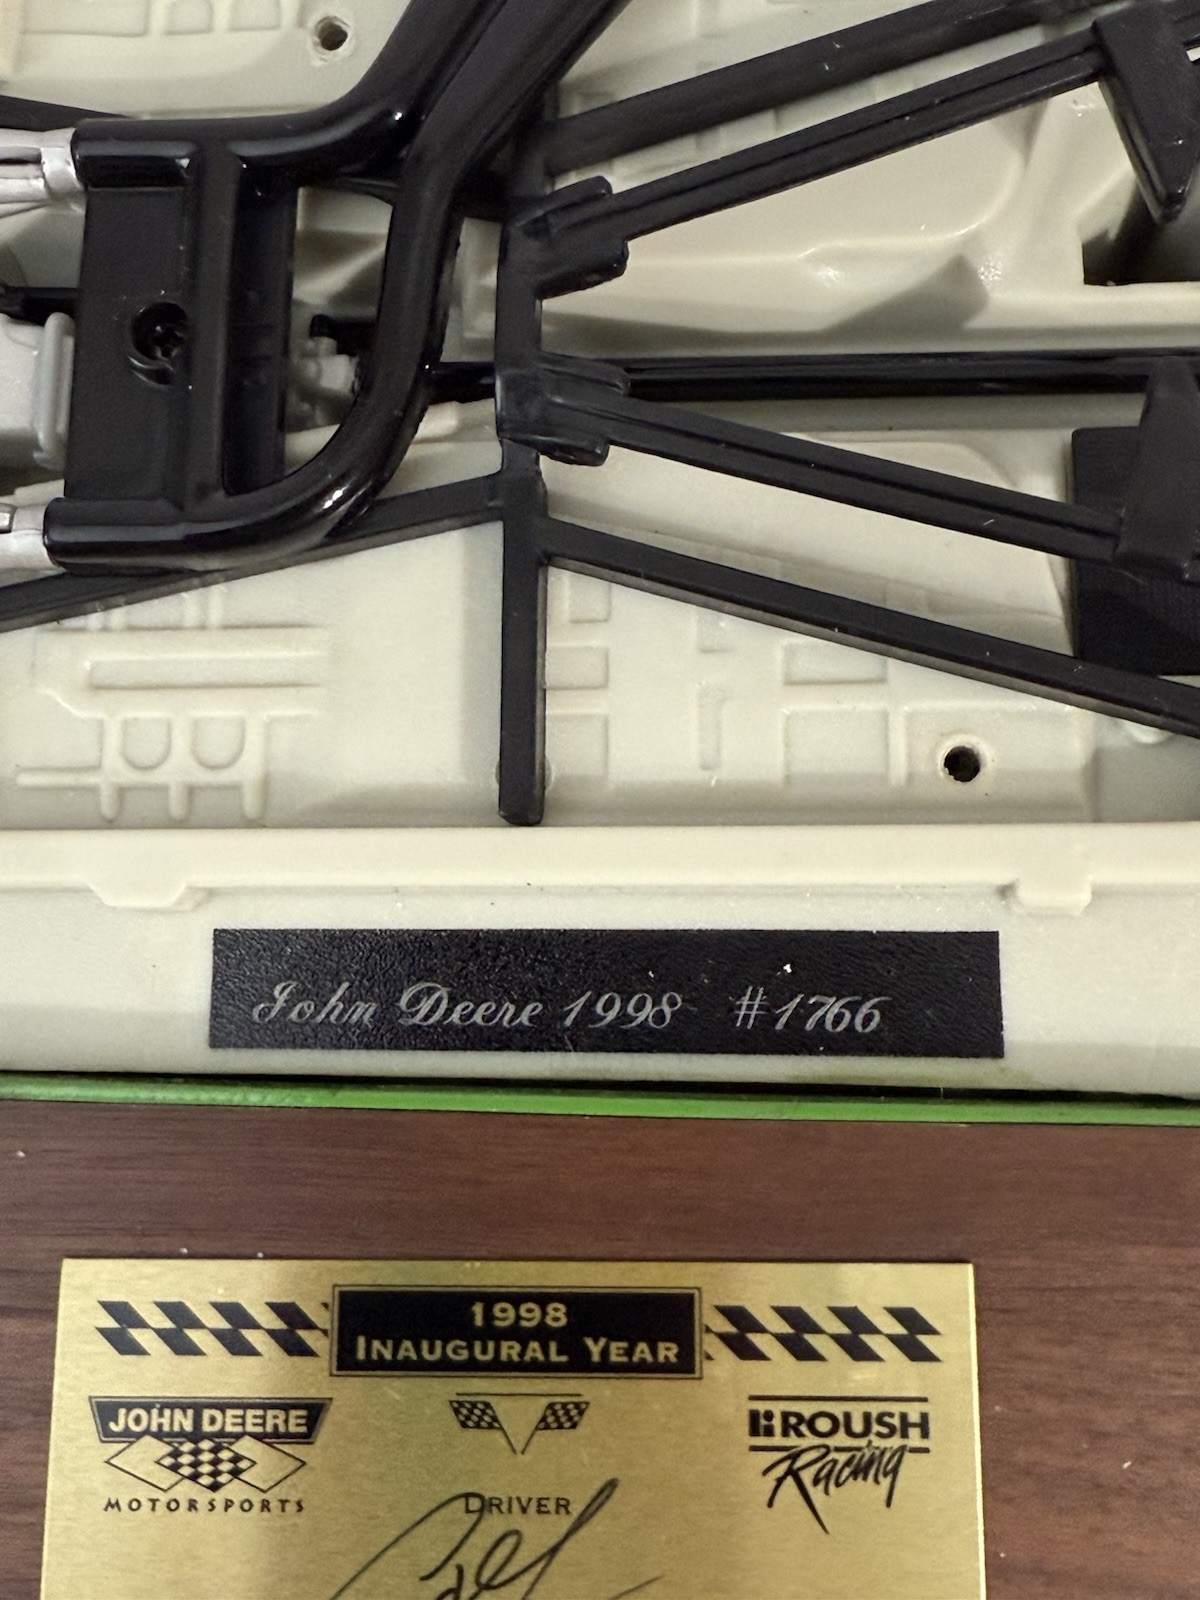 John Deere 1998 #1766
1998
INAUGURAL YEAR
JOHN DEERE
MOTORSPORTS
ROUSH
Racing
DRIVER